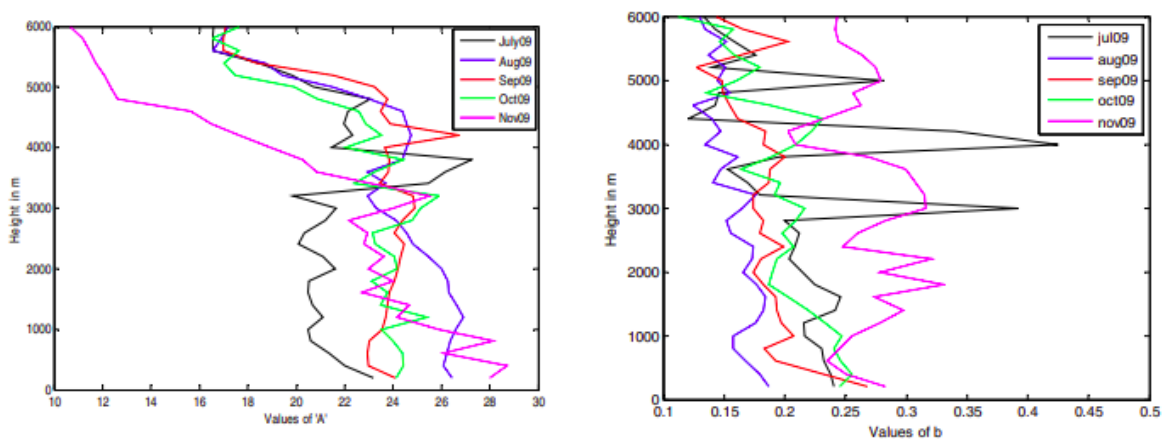 6000
5000
4000
3000
2000
1000
0
Height in m
10 12 14 16 18 20 22 24 26 28 30
Values of 'A'
July09
Aug09
Sep09
Oct09
Nov09
6000
5000
4000
3000
2000
1000
0
Height in m
0.1 0.15 0.2 0.25 0.3 0.35 0.4 0.45 0.5
Values of b
jul09
aug09
sep09
oct09
nov09